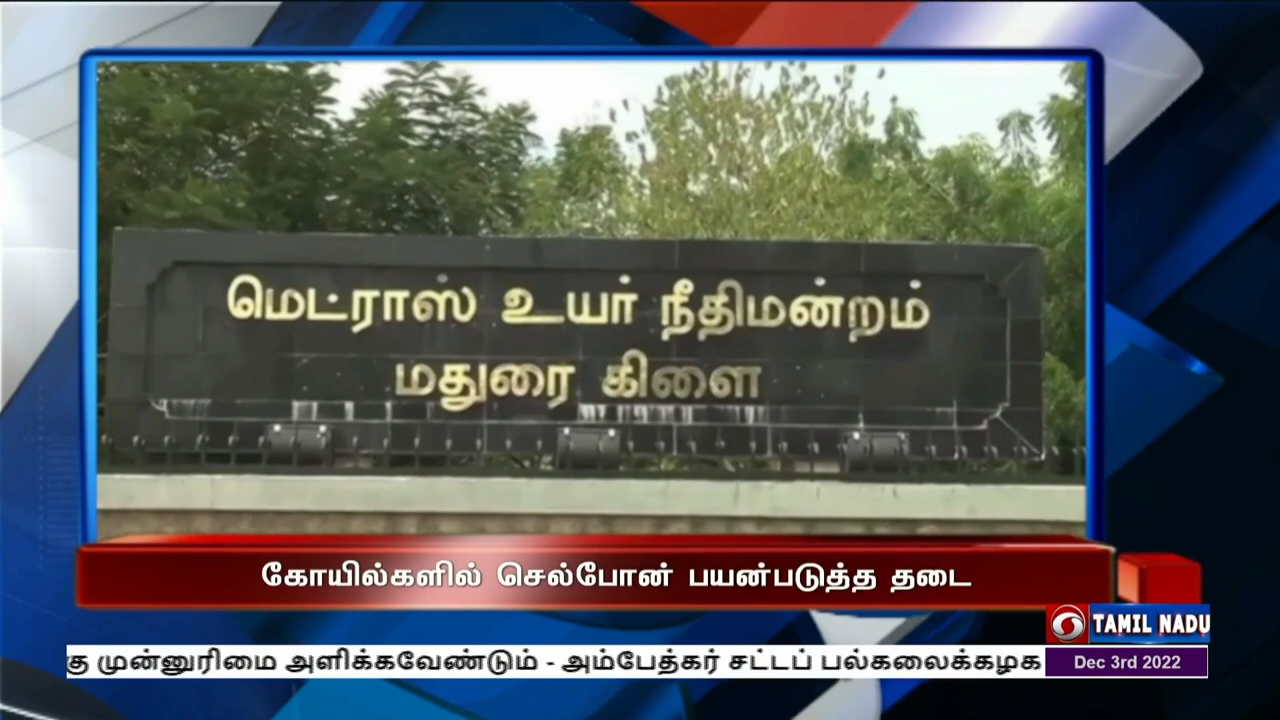 மெட்ராஸ் உயர் நீதிமன்றம்
மதுரை கிளை
கோயில்களில் செல்போன் பயன்படுத்த தடை
TAMIL NADU
கு முன்னுரிமை அளிக்கவேண்டும் - அம்பேத்கர் சட்டப் பல்கலைக்கழக
Dec 3rd 2022